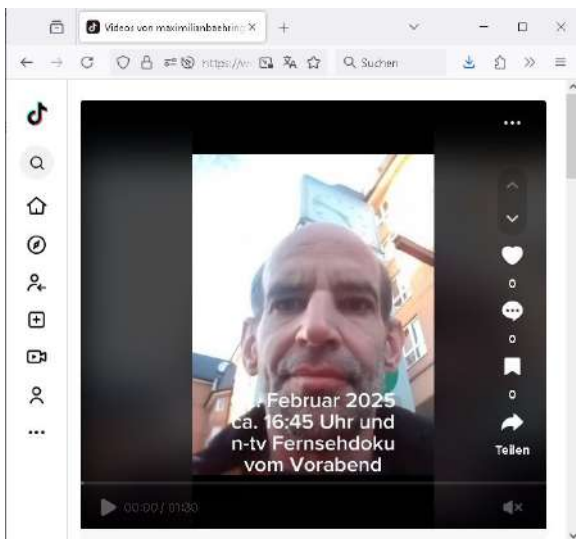 Videos von maximilianbaehring
https://w
Suchen
0
0
0
Teilen
Februar 2025
ca. 16:45 Uhr und
n-tv Fernsehdoku
vom Vorabend
00:00 / 01:30